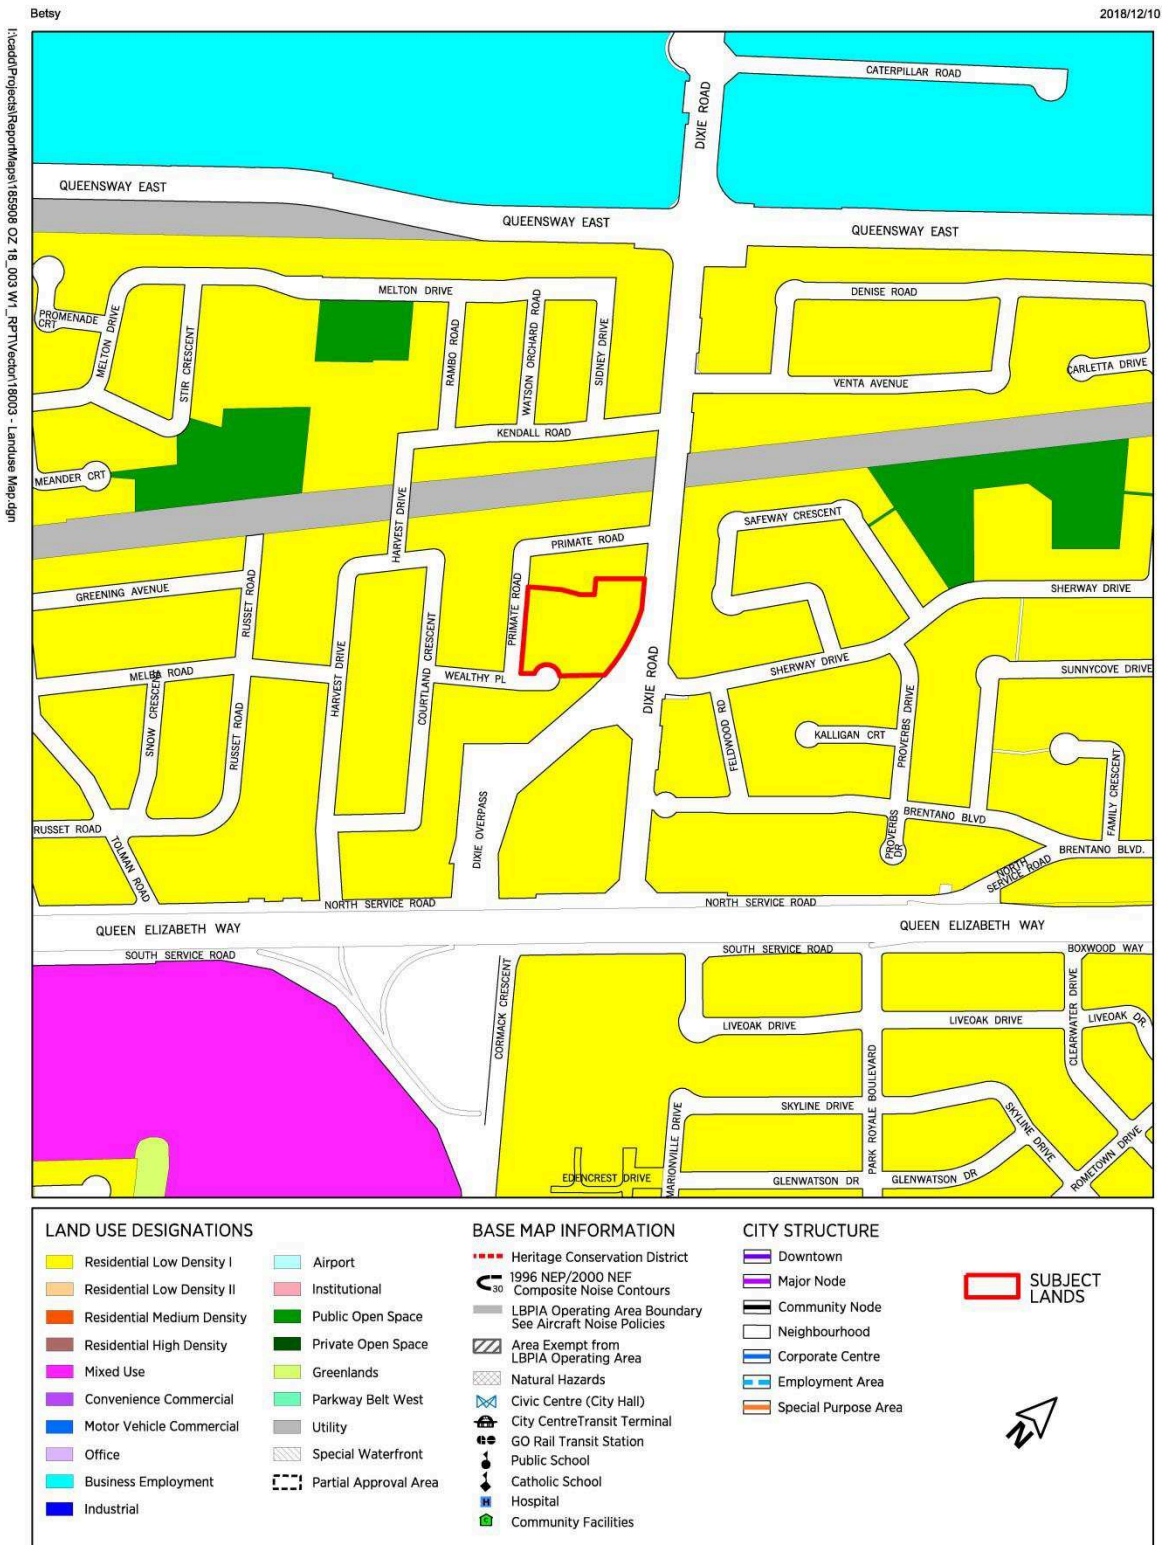 Betsy
2018/12/10
I:\cadd\Projects\ReportMaps\185908 OZ 18_003 W1_RPT\Vector\18003 - Landuse Map.dgn
CATERPILLAR ROAD
DIXIE ROAD
QUEENSWAY EAST
QUEENSWAY EAST
QUEENSWAY EAST
MELTON DRIVE
DENISE ROAD
PROMENADE
CRT
MELTON DRIVE
STIR CRESCENT
RAMBO ROAD
WATSON ORCHARD ROAD
SIDNEY DRIVE
CARLETTA DRIVE
VENTA AVENUE
KENDALL ROAD
MEANDER CRT
HARVEST DRIVE
SAFEWAY CRESCENT
PRIMATE ROAD
GREENING AVENUE
RUSSET ROAD
PRIMATE ROAD
SHERWAY DRIVE
MELBA ROAD
SNOW CRESCENT
HARVEST DRIVE
COURTLAND CRESCENT
WEALTHY PL
DIXIE ROAD
SHERWAY DRIVE
SUNNYCOVE DRIVE
RUSSET ROAD
FELDWOOD RD
KALLIGAN CRT
PROVERBS DRIVE
FAMILY CRESCENT
RUSSET ROAD
TOLMAN ROAD
DIXIE OVERPASS
BRENTANO BLVD
PROVERBS
DR
BRENTANO BLVD.
NORTH
SERVICE ROAD
NORTH SERVICE ROAD
NORTH SERVICE ROAD
QUEEN ELIZABETH WAY
QUEEN ELIZABETH WAY
SOUTH SERVICE ROAD
SOUTH SERVICE ROAD
BOXWOOD WAY
CORMACK CRESCENT
LIVEOAK DRIVE
LIVEOAK DRIVE
LIVEOAK DR.
CLEARWATER DRIVE
PARK ROYALE BOULEVARD
SKYLINE DRIVE
SKYLINE DRIVE
MARIONVILLE DRIVE
ROMETOWN DRIVE
EDENCREST DRIVE
GLENWATSON DR
GLENWATSON DR
LAND USE DESIGNATIONS
Residential Low Density I
Residential Low Density II
Residential Medium Density
Residential High Density
Mixed Use
Convenience Commercial
Motor Vehicle Commercial
Office
Business Employment
Industrial
Airport
Institutional
Public Open Space
Private Open Space
Greenlands
Parkway Belt West
Utility
Special Waterfront
Partial Approval Area
BASE MAP INFORMATION
Heritage Conservation District
30
1996 NEP/2000 NEF
Composite Noise Contours
LBPIA Operating Area Boundary
See Aircraft Noise Policies
Area Exempt from
LBPIA Operating Area
Natural Hazards
Civic Centre (City Hall)
City CentreTransit Terminal
GO Rail Transit Station
Public School
Catholic School
H
Hospital
C
Community Facilities
CITY STRUCTURE
Downtown
Major Node
Community Node
Neighbourhood
Corporate Centre
Employment Area
Special Purpose Area
SUBJECT
LANDS
N